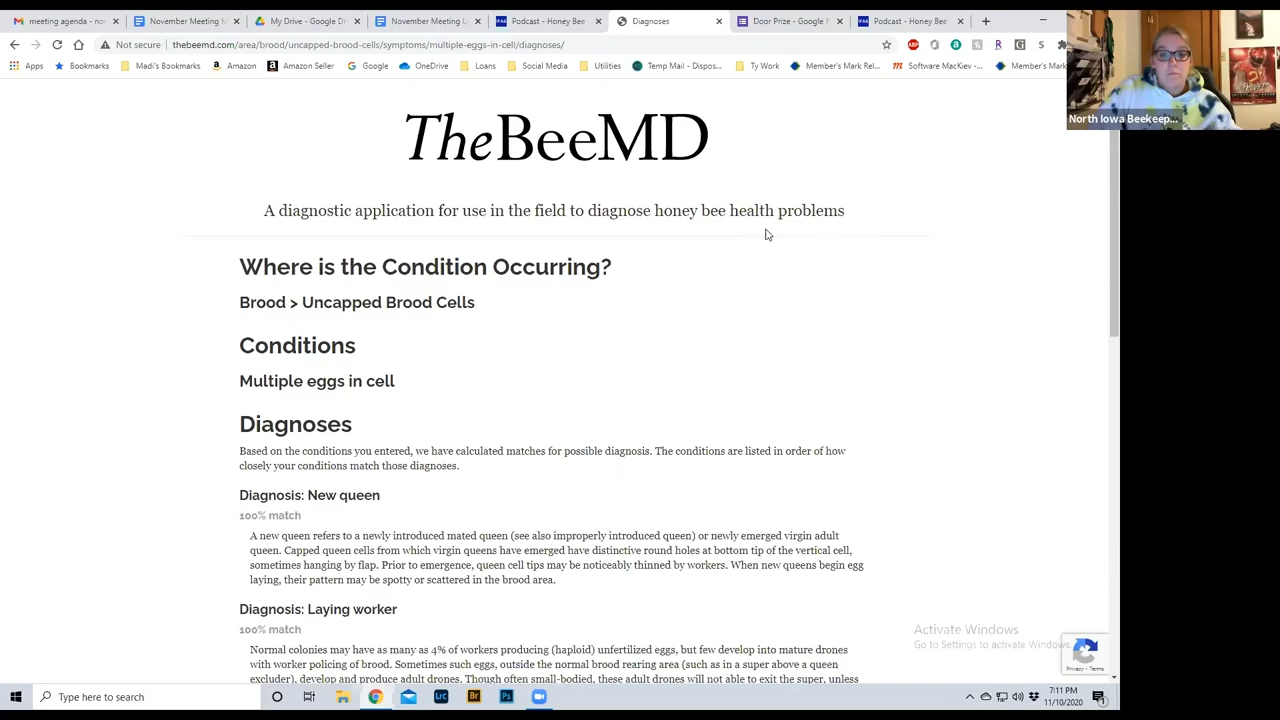 meeting agenda - nor
November Meeting M
My Drive - Google Dr
November Meeting L
Podcast - Honey Bee
Diagnoses
Door Prize - Google F
Podcast - Honey Bee
Not secure | thebeemd.com/area/brood/uncapped-brood-cells/symptoms/multiple-eggs-in-cell/diagnoses/
Apps Bookmarks Madi's Bookmarks Amazon Amazon Seller Google OneDrive Loans Social Media Utilities Temp Mail - Dispos... Ty Work Member's Mark Rel... Software MacKiev -... Member's Mark
North Iowa Beekeep...
TheBeeMD
A diagnostic application for use in the field to diagnose honey bee health problems
Where is the Condition Occurring?
Brood > Uncapped Brood Cells
Conditions
Multiple eggs in cell
Diagnoses
Based on the conditions you entered, we have calculated matches for possible diagnosis. The conditions are listed in order of how
closely your conditions match those diagnoses.
Diagnosis: New queen
100% match
A new queen refers to a newly introduced mated queen (see also improperly introduced queen) or newly emerged virgin adult
queen. Capped queen cells from which virgin queens have emerged have distinctive round holes at bottom tip of the vertical cell,
sometimes hanging by flap. Prior to emergence, queen cell tips may be noticeably thinned by workers. When new queens begin egg
laying, their pattern may be spotty or scattered in the brood area.
Diagnosis: Laying worker
100% match
Normal colonies may have as many as 4% of workers producing (haploid) unfertilized eggs, but few develop into mature drones
with worker policing of brood. Sometimes such eggs, outside the normal brood rearing area (such as in a super above a queen
excluder), develop and produce adult drones. Though often small bodied, these adult drones will not able to exit the super, unless
Activate Windows
Go to Settings to activate Windows.
Privacy - Terms
Type here to search
Lrc Br Ps
7:11 PM
11/10/2020